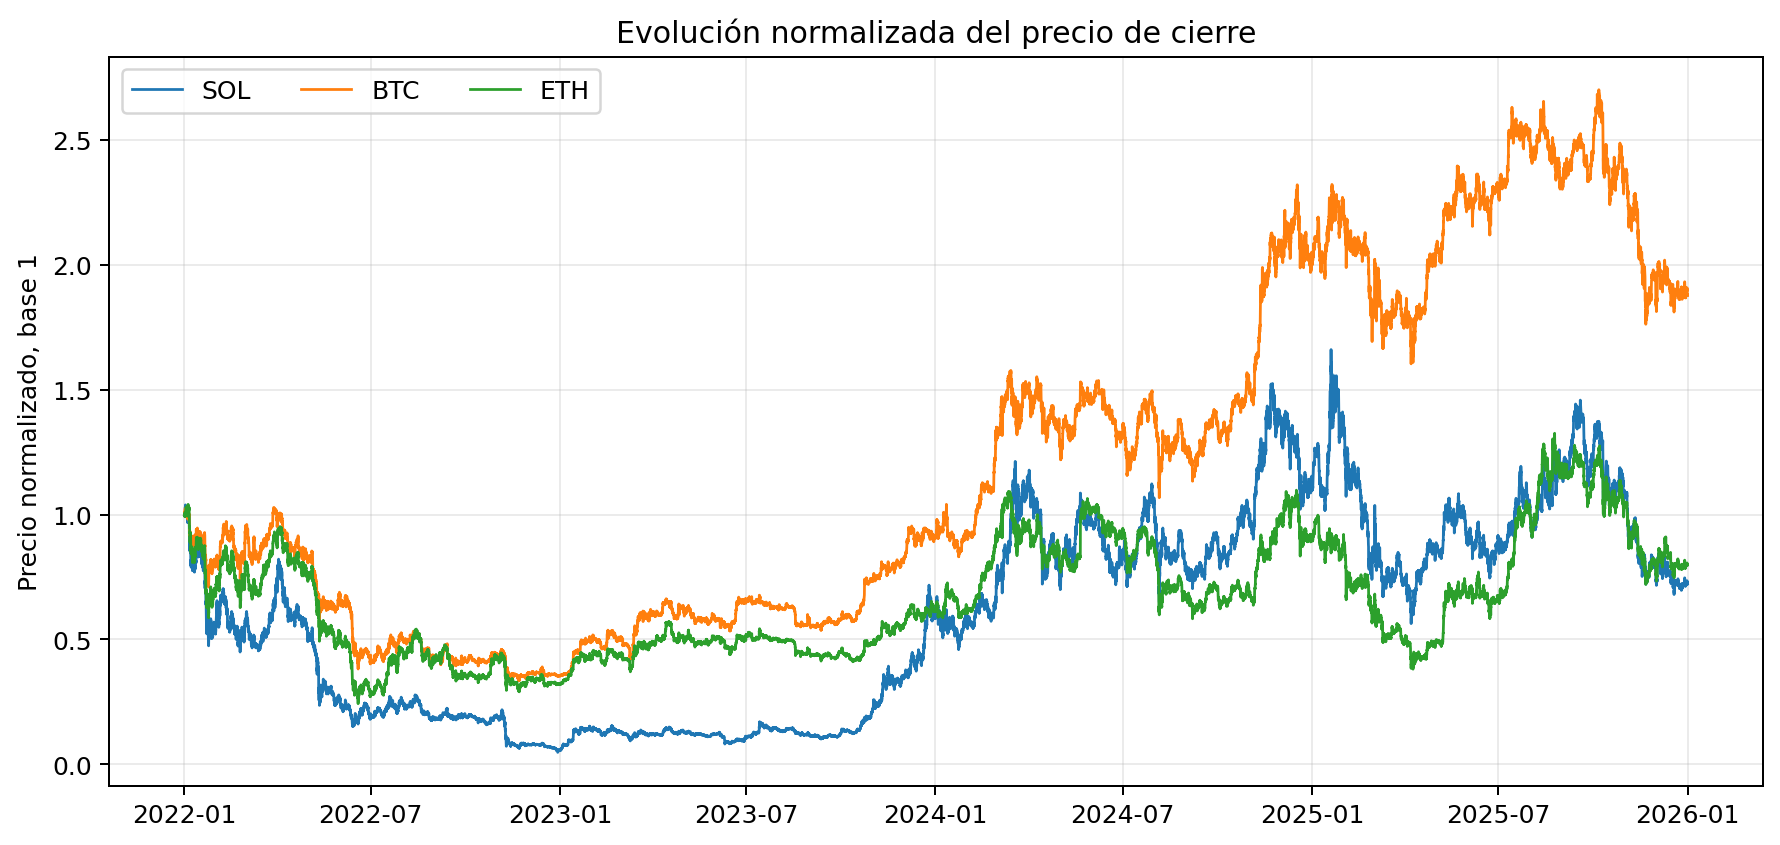 Evolución normalizada del precio de cierre
SOL BTC ETH
Precio normalizado, base 1
2.5
2.0
1.5
1.0
0.5
0.0
2022-01 2022-07 2023-01 2023-07 2024-01 2024-07 2025-01 2025-07 2026-01